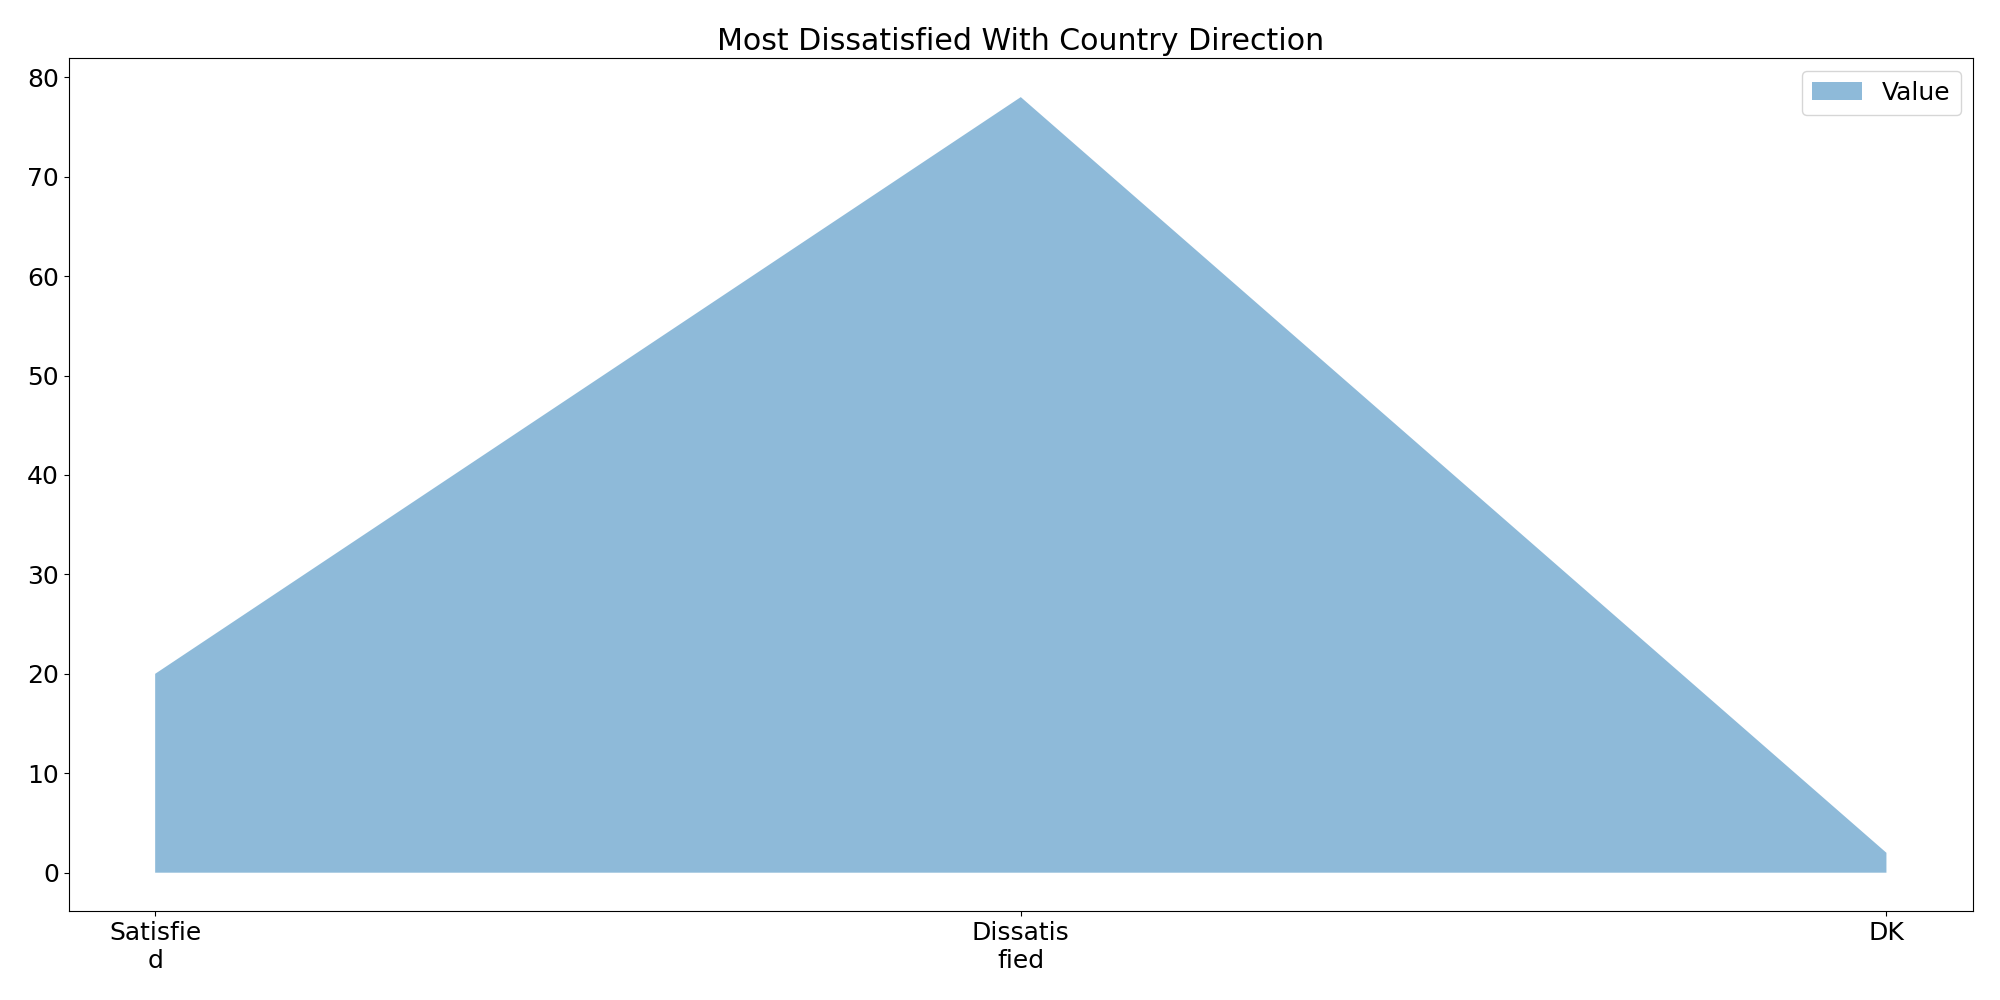 Most Dissatisfied With Country Direction
Value
80
70
60
50
40
30
20
10
0
Satisfie
d
Dissatis
fied
DK